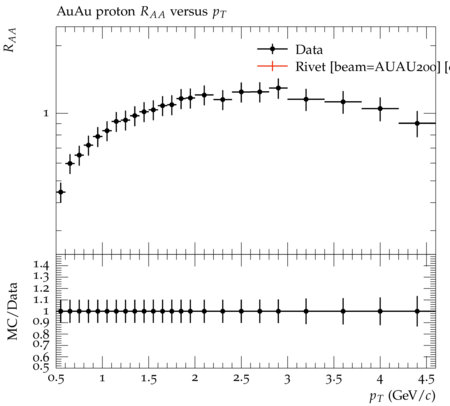 AuAu proton R_AA versus p_T
R_AA
Data
Rivet [beam=AUAU200] [
1
MC/Data
1.4
1.3
1.2
1.1
1
0.9
0.8
0.7
0.6
0.5
0.5 1 1.5 2 2.5 3 3.5 4 4.5
p_T (GeV/c)